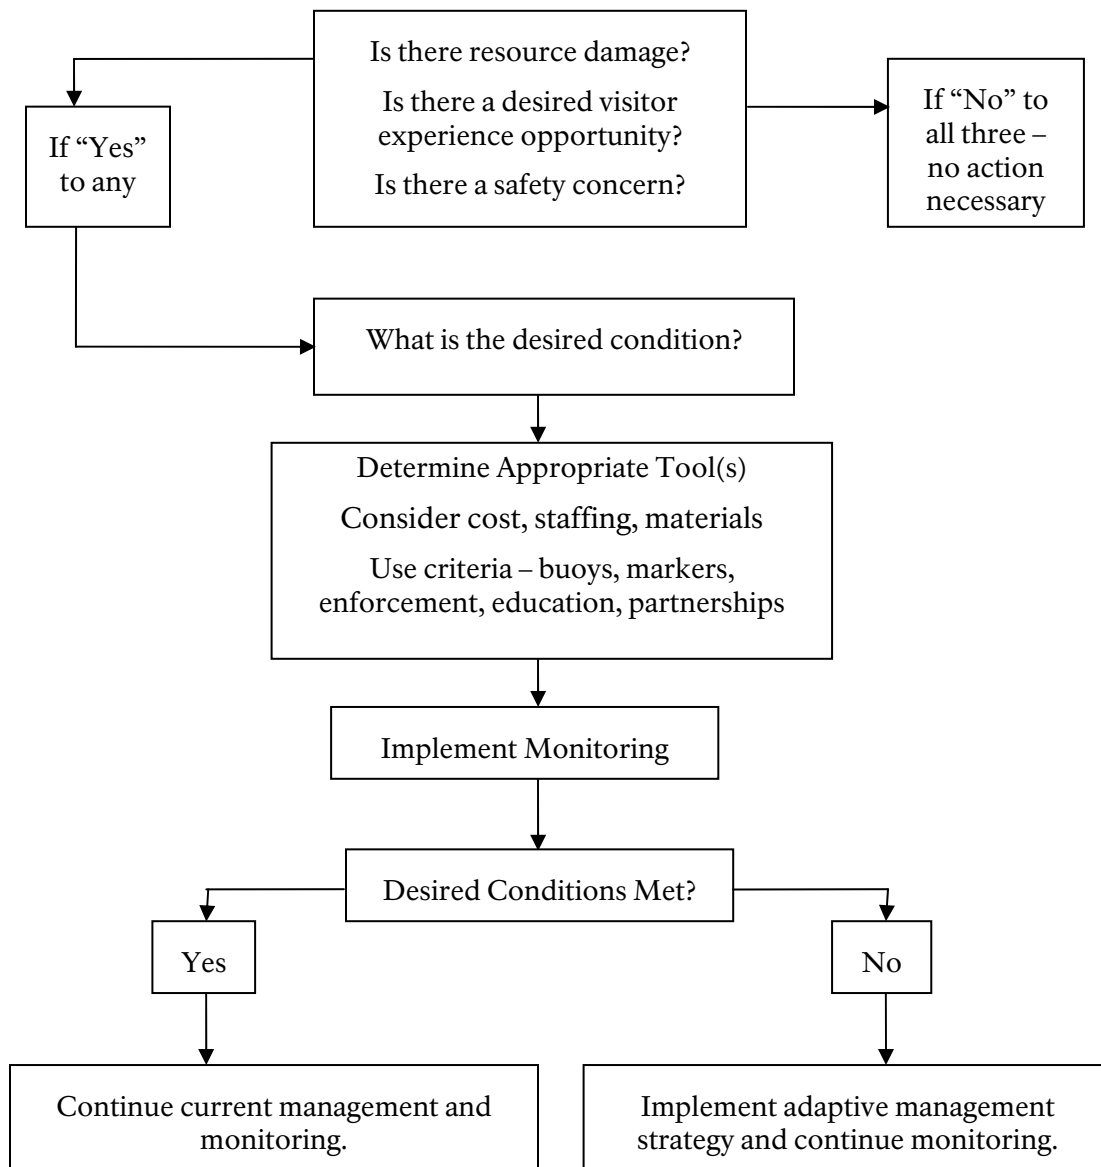 Is there resource damage?
Is there a desired visitor
experience opportunity?
Is there a safety concern?
If “Yes”
to any
If “No” to
all three –
no action
necessary
What is the desired condition?
Determine Appropriate Tool(s)
Consider cost, staffing, materials
Use criteria – buoys, markers,
enforcement, education, partnerships
Implement Monitoring
Desired Conditions Met?
Yes
No
Continue current management and
monitoring.
Implement adaptive management
strategy and continue monitoring.